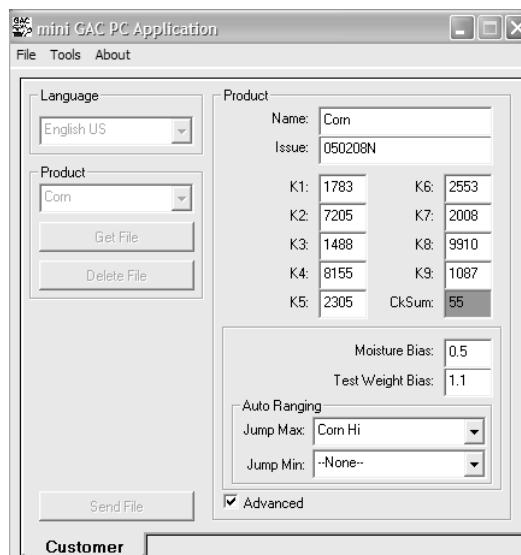 GAC
mini GAC PC Application
File Tools About
Language
English US
Product
Corn
Get File
Delete File
Send File
Product
Name: Corn
Issue: 050208N
K1: 1783 K6: 2553
K2: 7205 K7: 2008
K3: 1488 K8: 9910
K4: 8155 K9: 1087
K5: 2305 CkSum: 55
Moisture Bias: 0.5
Test Weight Bias: 1.1
Auto Ranging
Jump Max: Corn Hi
Jump Min: --None--
Advanced
Customer